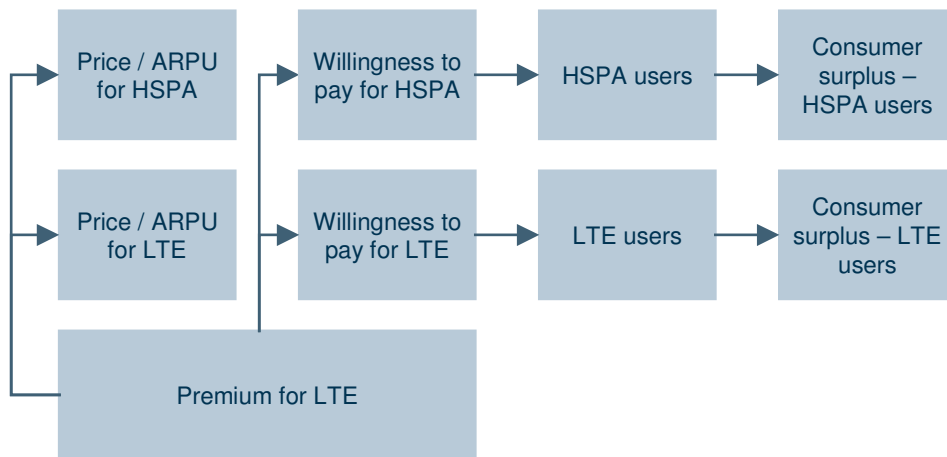 Price / ARPU
for HSPA
Willingness to
pay for HSPA
HSPA users
Consumer
surplus –
HSPA users
Price / ARPU
for LTE
Willingness to
pay for LTE
LTE users
Consumer
surplus – LTE
users
Premium for LTE